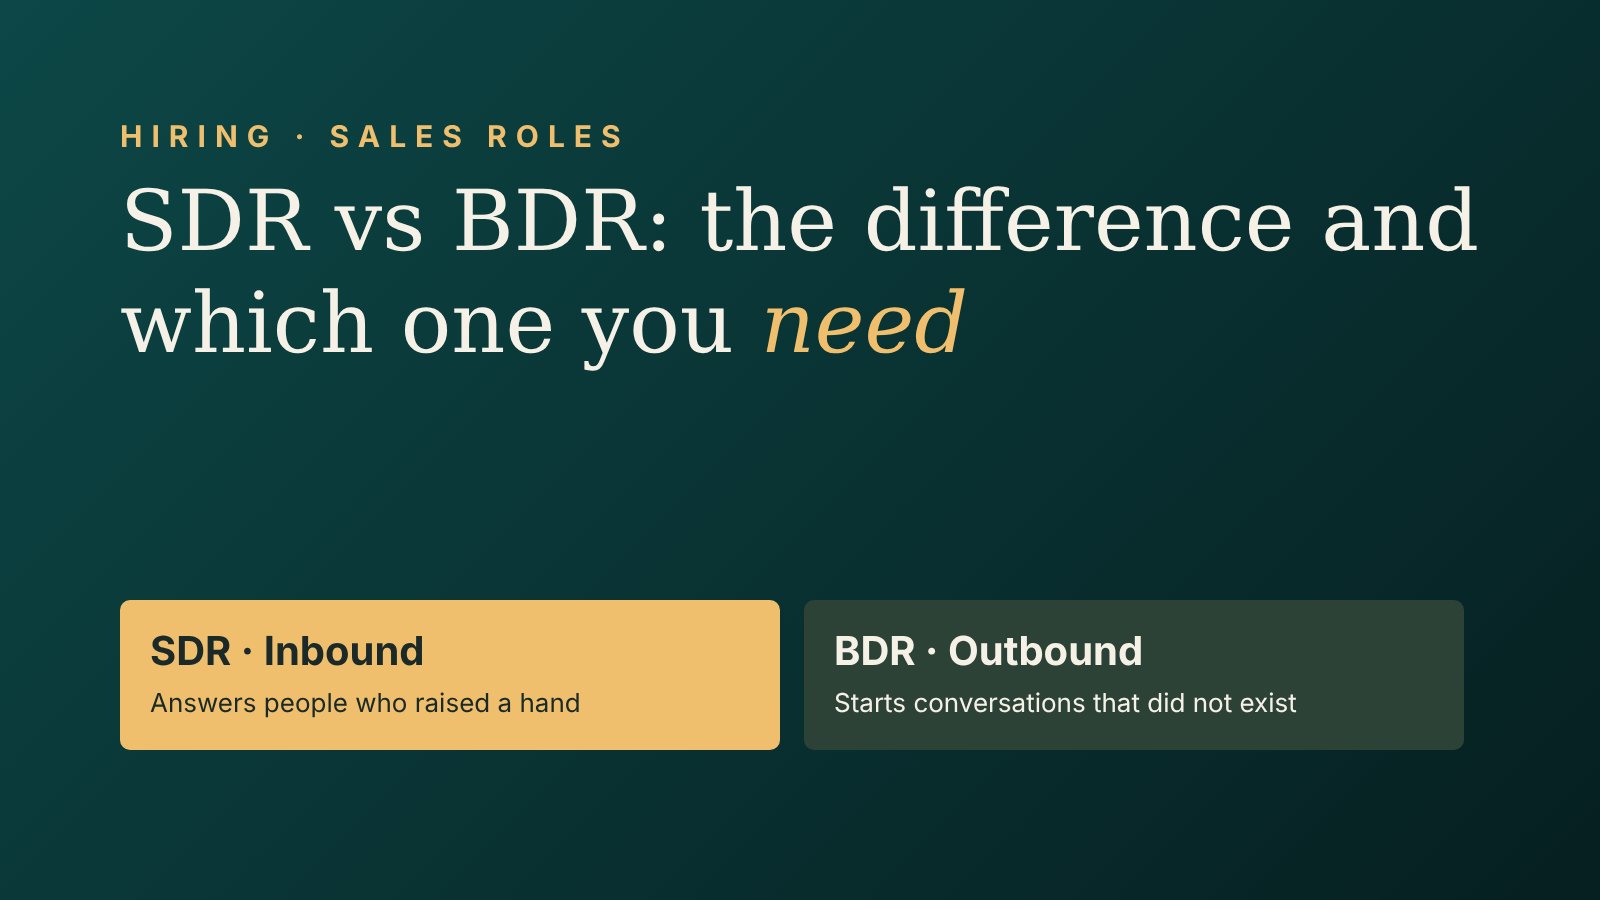 HIRING · SALES ROLES
SDR vs BDR: the difference and
which one you need
SDR · Inbound
Answers people who raised a hand
BDR · Outbound
Starts conversations that did not exist